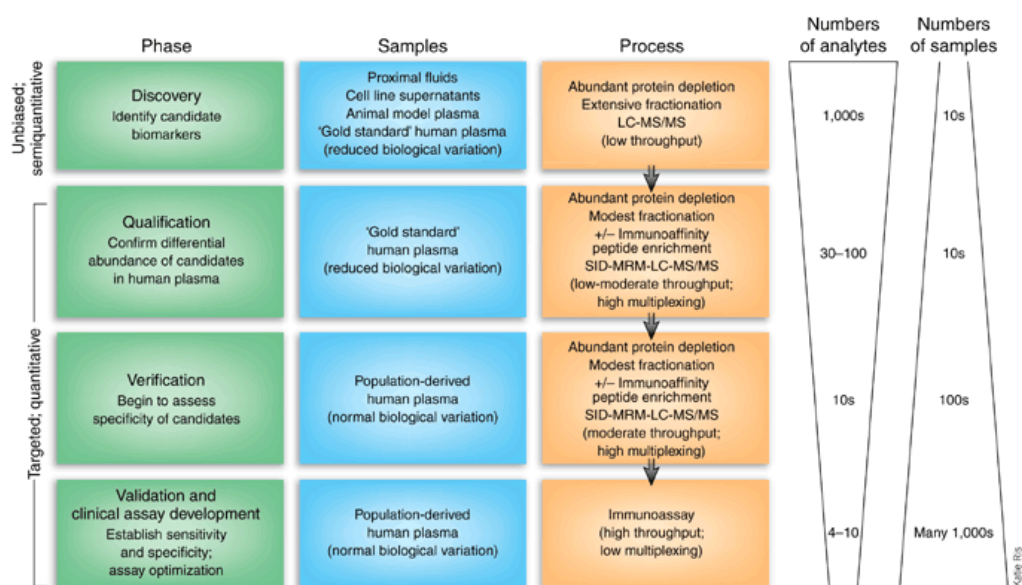 Numbers
of analytes
Numbers
of samples
Phase
Samples
Process
Unbiased;
semiquantitative
Discovery
Identify candidate
biomarkers
Proximal fluids
Cell line supernatants
Animal model plasma
'Gold standard' human plasma
(reduced biological variation)
Abundant protein depletion
Extensive fractionation
LC-MS/MS
(low throughput)
1,000s
10s
Targeted; quantitative
Qualification
Confirm differential
abundance of candidates
in human plasma
'Gold standard'
human plasma
(reduced biological variation)
Abundant protein depletion
Modest fractionation
+/– Immunoaffinity
peptide enrichment
SID-MRM-LC-MS/MS
(low-moderate throughput;
high multiplexing)
30–100
10s
Verification
Begin to assess
specificity of candidates
Population-derived
human plasma
(normal biological variation)
Abundant protein depletion
Modest fractionation
+/– Immunoaffinity
peptide enrichment
SID-MRM-LC-MS/MS
(moderate throughput;
high multiplexing)
10s
100s
Validation and
clinical assay development
Establish sensitivity
and specificity;
assay optimization
Population-derived
human plasma
(normal biological variation)
Immunoassay
(high throughput;
low multiplexing)
4–10
Many 1,000s